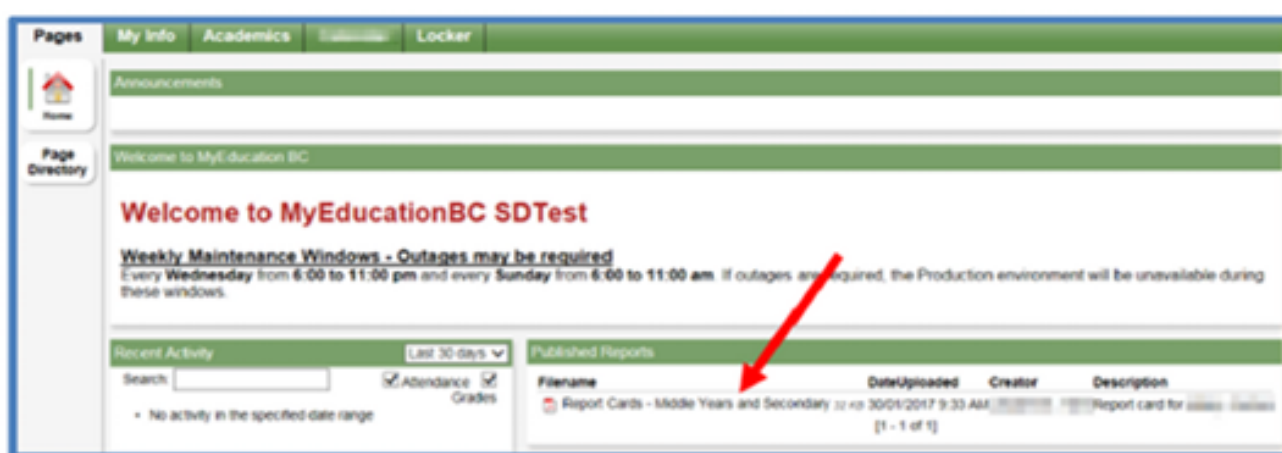 Pages My Info Academics Locker
Announcements
Home
Page
Directory
Welcome to MyEducation BC
Welcome to MyEducationBC SDTest
Weekly Maintenance Windows - Outages may be required
Every Wednesday from 6:00 to 11:00 pm and every Sunday from 6:00 to 11:00 am. If outages are required, the Production environment will be unavailable during
these windows.
Recent Activity Last 30 days
Search: Attendance
Grades
No activity in the specified date range
Published Reports
Filename DateUploaded Creator Description
Report Cards - Middle Years and Secondary 32 KB 30/01/2017 9:33 AM Report card for
[1 - 1 of 1]